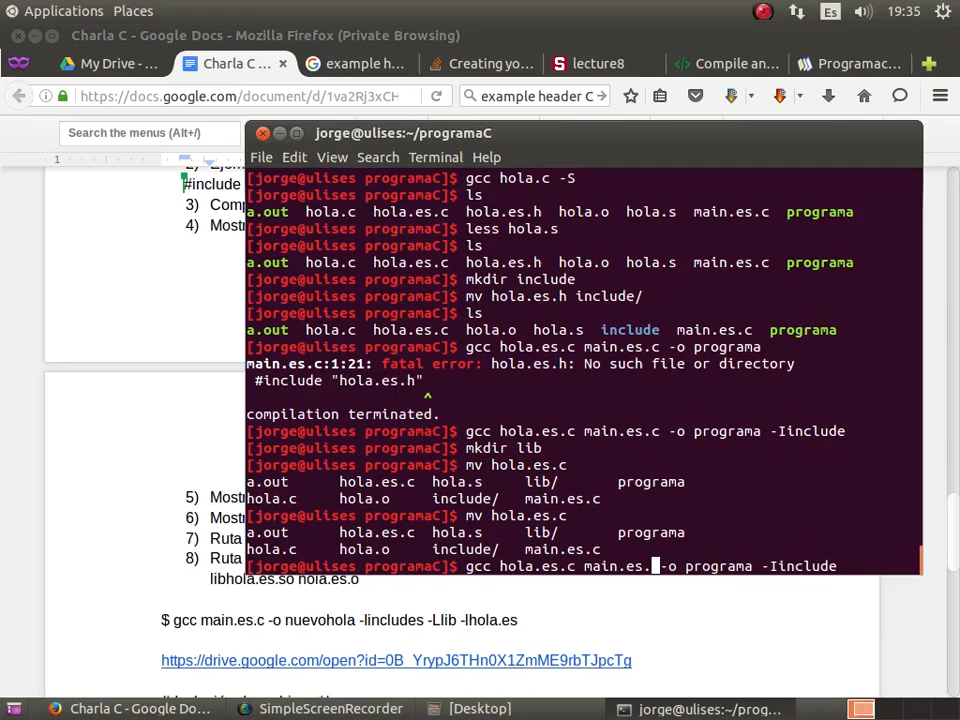 Applications Places Es 19:35
Charla C - Google Docs - Mozilla Firefox (Private Browsing)
My Drive - ... Charla C ... example h... Creating yo... lecture8 Compile an... Programac...
https://docs.google.com/document/d/1va2Rj3xCH example header C
Search the menus (Alt+/)
jorge@ulises:~/programaC
File Edit View Search Terminal Help
1
#include
3) Comp
4) Most
[jorge@ulises programaC]$ gcc hola.c -S
[jorge@ulises programaC]$ ls
a.out hola.c hola.es.c hola.es.h hola.o hola.s main.es.c programa
[jorge@ulises programaC]$ less hola.s
[jorge@ulises programaC]$ ls
a.out hola.c hola.es.c hola.es.h hola.o hola.s main.es.c programa
[jorge@ulises programaC]$ mkdir include
[jorge@ulises programaC]$ mv hola.es.h include/
[jorge@ulises programaC]$ ls
a.out hola.c hola.es.c hola.o hola.s include main.es.c programa
[jorge@ulises programaC]$ gcc hola.es.c main.es.c -o programa
main.es.c:1:21: fatal error: hola.es.h: No such file or directory
#include "hola.es.h"
^
compilation terminated.
[jorge@ulises programaC]$ gcc hola.es.c main.es.c -o programa -Iinclude
[jorge@ulises programaC]$ mkdir lib
[jorge@ulises programaC]$ mv hola.es.c
a.out hola.es.c hola.s lib/ programa
hola.c hola.o include/ main.es.c
[jorge@ulises programaC]$ mv hola.es.c
a.out hola.es.c hola.s lib/ programa
hola.c hola.o include/ main.es.c
[jorge@ulises programaC]$ gcc hola.es.c main.es. -o programa -Iinclude
5) Most
6) Most
7) Ruta
8) Ruta
libhola.es.so hola.es.o
$ gcc main.es.c -o nuevohola -Iincludes -Llib -lhola.es
https://drive.google.com/open?id=0B_YrypJ6THn0X1ZmME9rbTJpcTg
Charla C - Google Do... SimpleScreenRecorder [Desktop] jorge@ulises:~/prog...